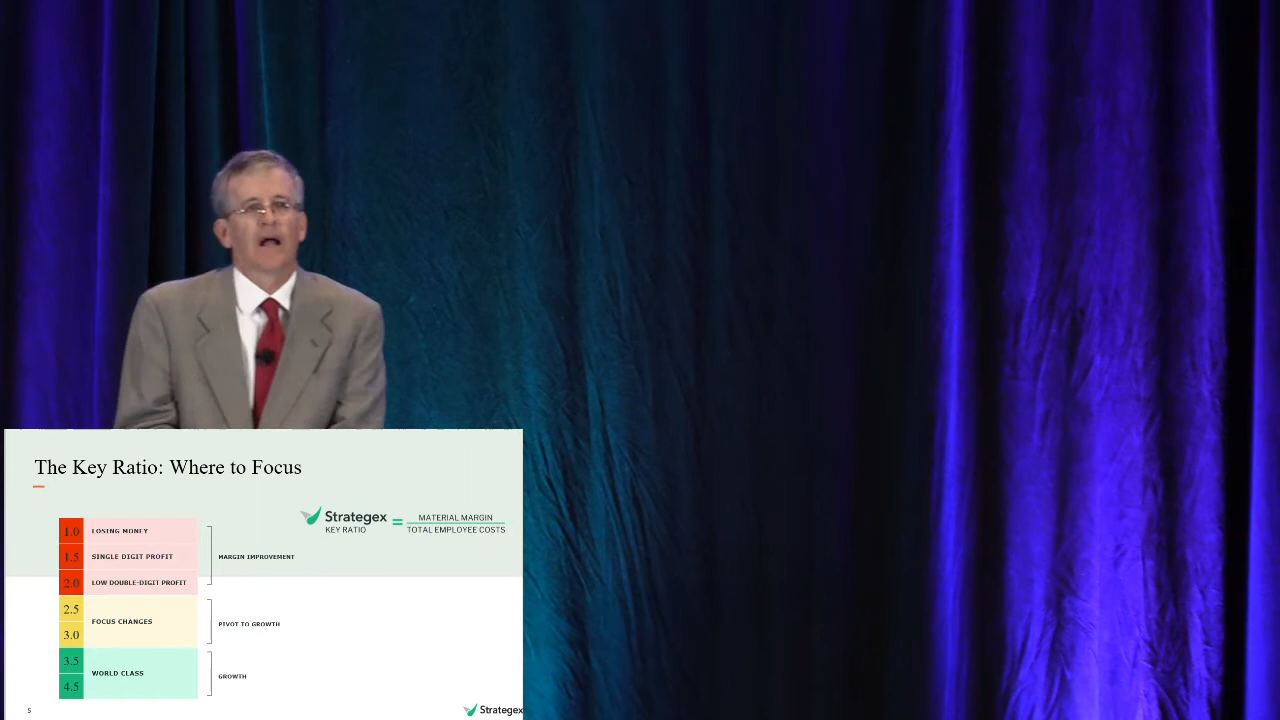 The Key Ratio: Where to Focus
Strategex
KEY RATIO
=
MATERIAL MARGIN
TOTAL EMPLOYEE COSTS
1.0 LOSING MONEY
1.5 SINGLE DIGIT PROFIT
MARGIN IMPROVEMENT
2.0 LOW DOUBLE-DIGIT PROFIT
2.5
FOCUS CHANGES
PIVOT TO GROWTH
3.0
3.5
WORLD CLASS
GROWTH
4.5
5
Strategex